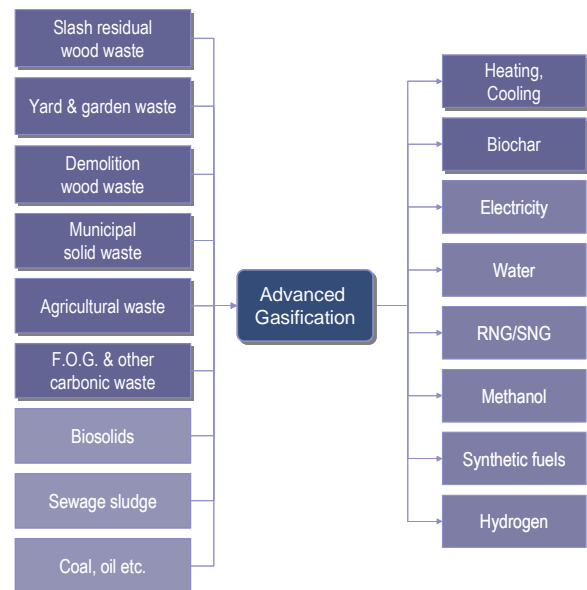 Slash residual
wood waste
Yard & garden waste
Demolition
wood waste
Municipal
solid waste
Agricultural waste
F.O.G. & other
carbonic waste
Biosolids
Sewage sludge
Coal, oil etc.
Advanced
Gasification
Heating,
Cooling
Biochar
Electricity
Water
RNG/SNG
Methanol
Synthetic fuels
Hydrogen